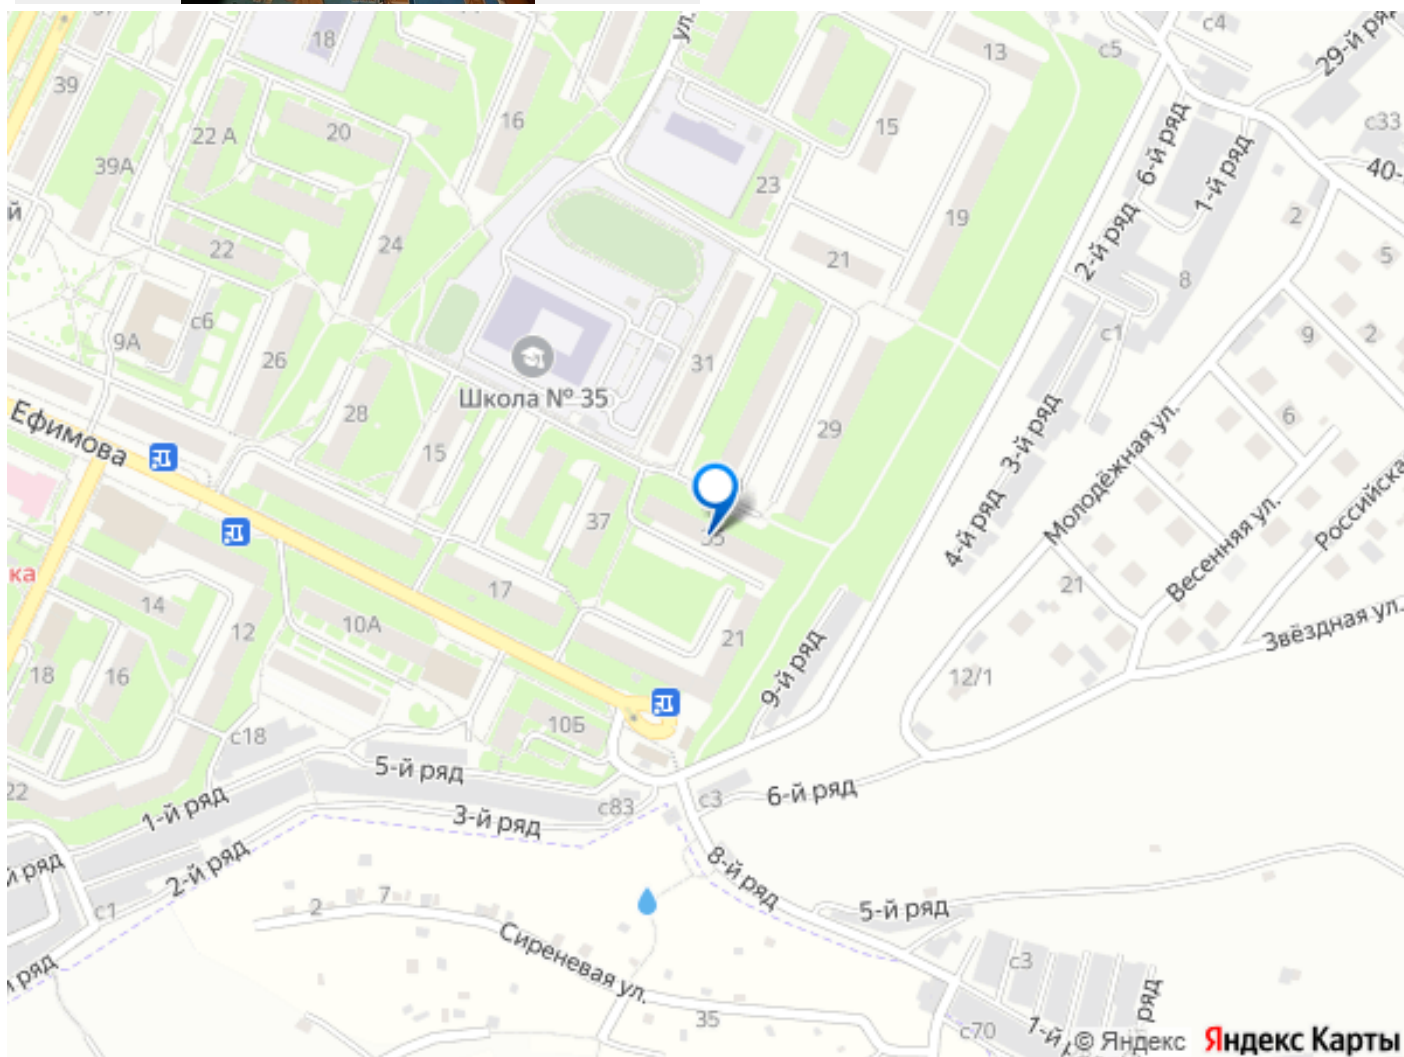 18
13
с5
с4
29-й ря
39
16
15
с33
22 А
20
6-й ряд
1-й ряд
40-
39А
23
й
ул.
24
22
19
2-й ряд
2
21
8
5
с6
9А
26
31
с1
9
2
Школа № 35
28
15
29
3-й ряд
6
Ефимова
37
35
4-й ряд
Молодёжная ул.
Весенняя ул.
Российска
ка
14
17
21
12
10А
21
Звёздная ул.
18
16
9-й ряд
12/1
10Б
с18
5-й ряд
22
1-й ряд
3-й ряд
с83
с3
6-й ряд
й ряд
2-й ряд
8-й ряд
с1
2
7
5-й ряд
Сиреневая ул.
с3
й ряд
35
с70
1-й
ряд
© Яндекс Яндекс Карты